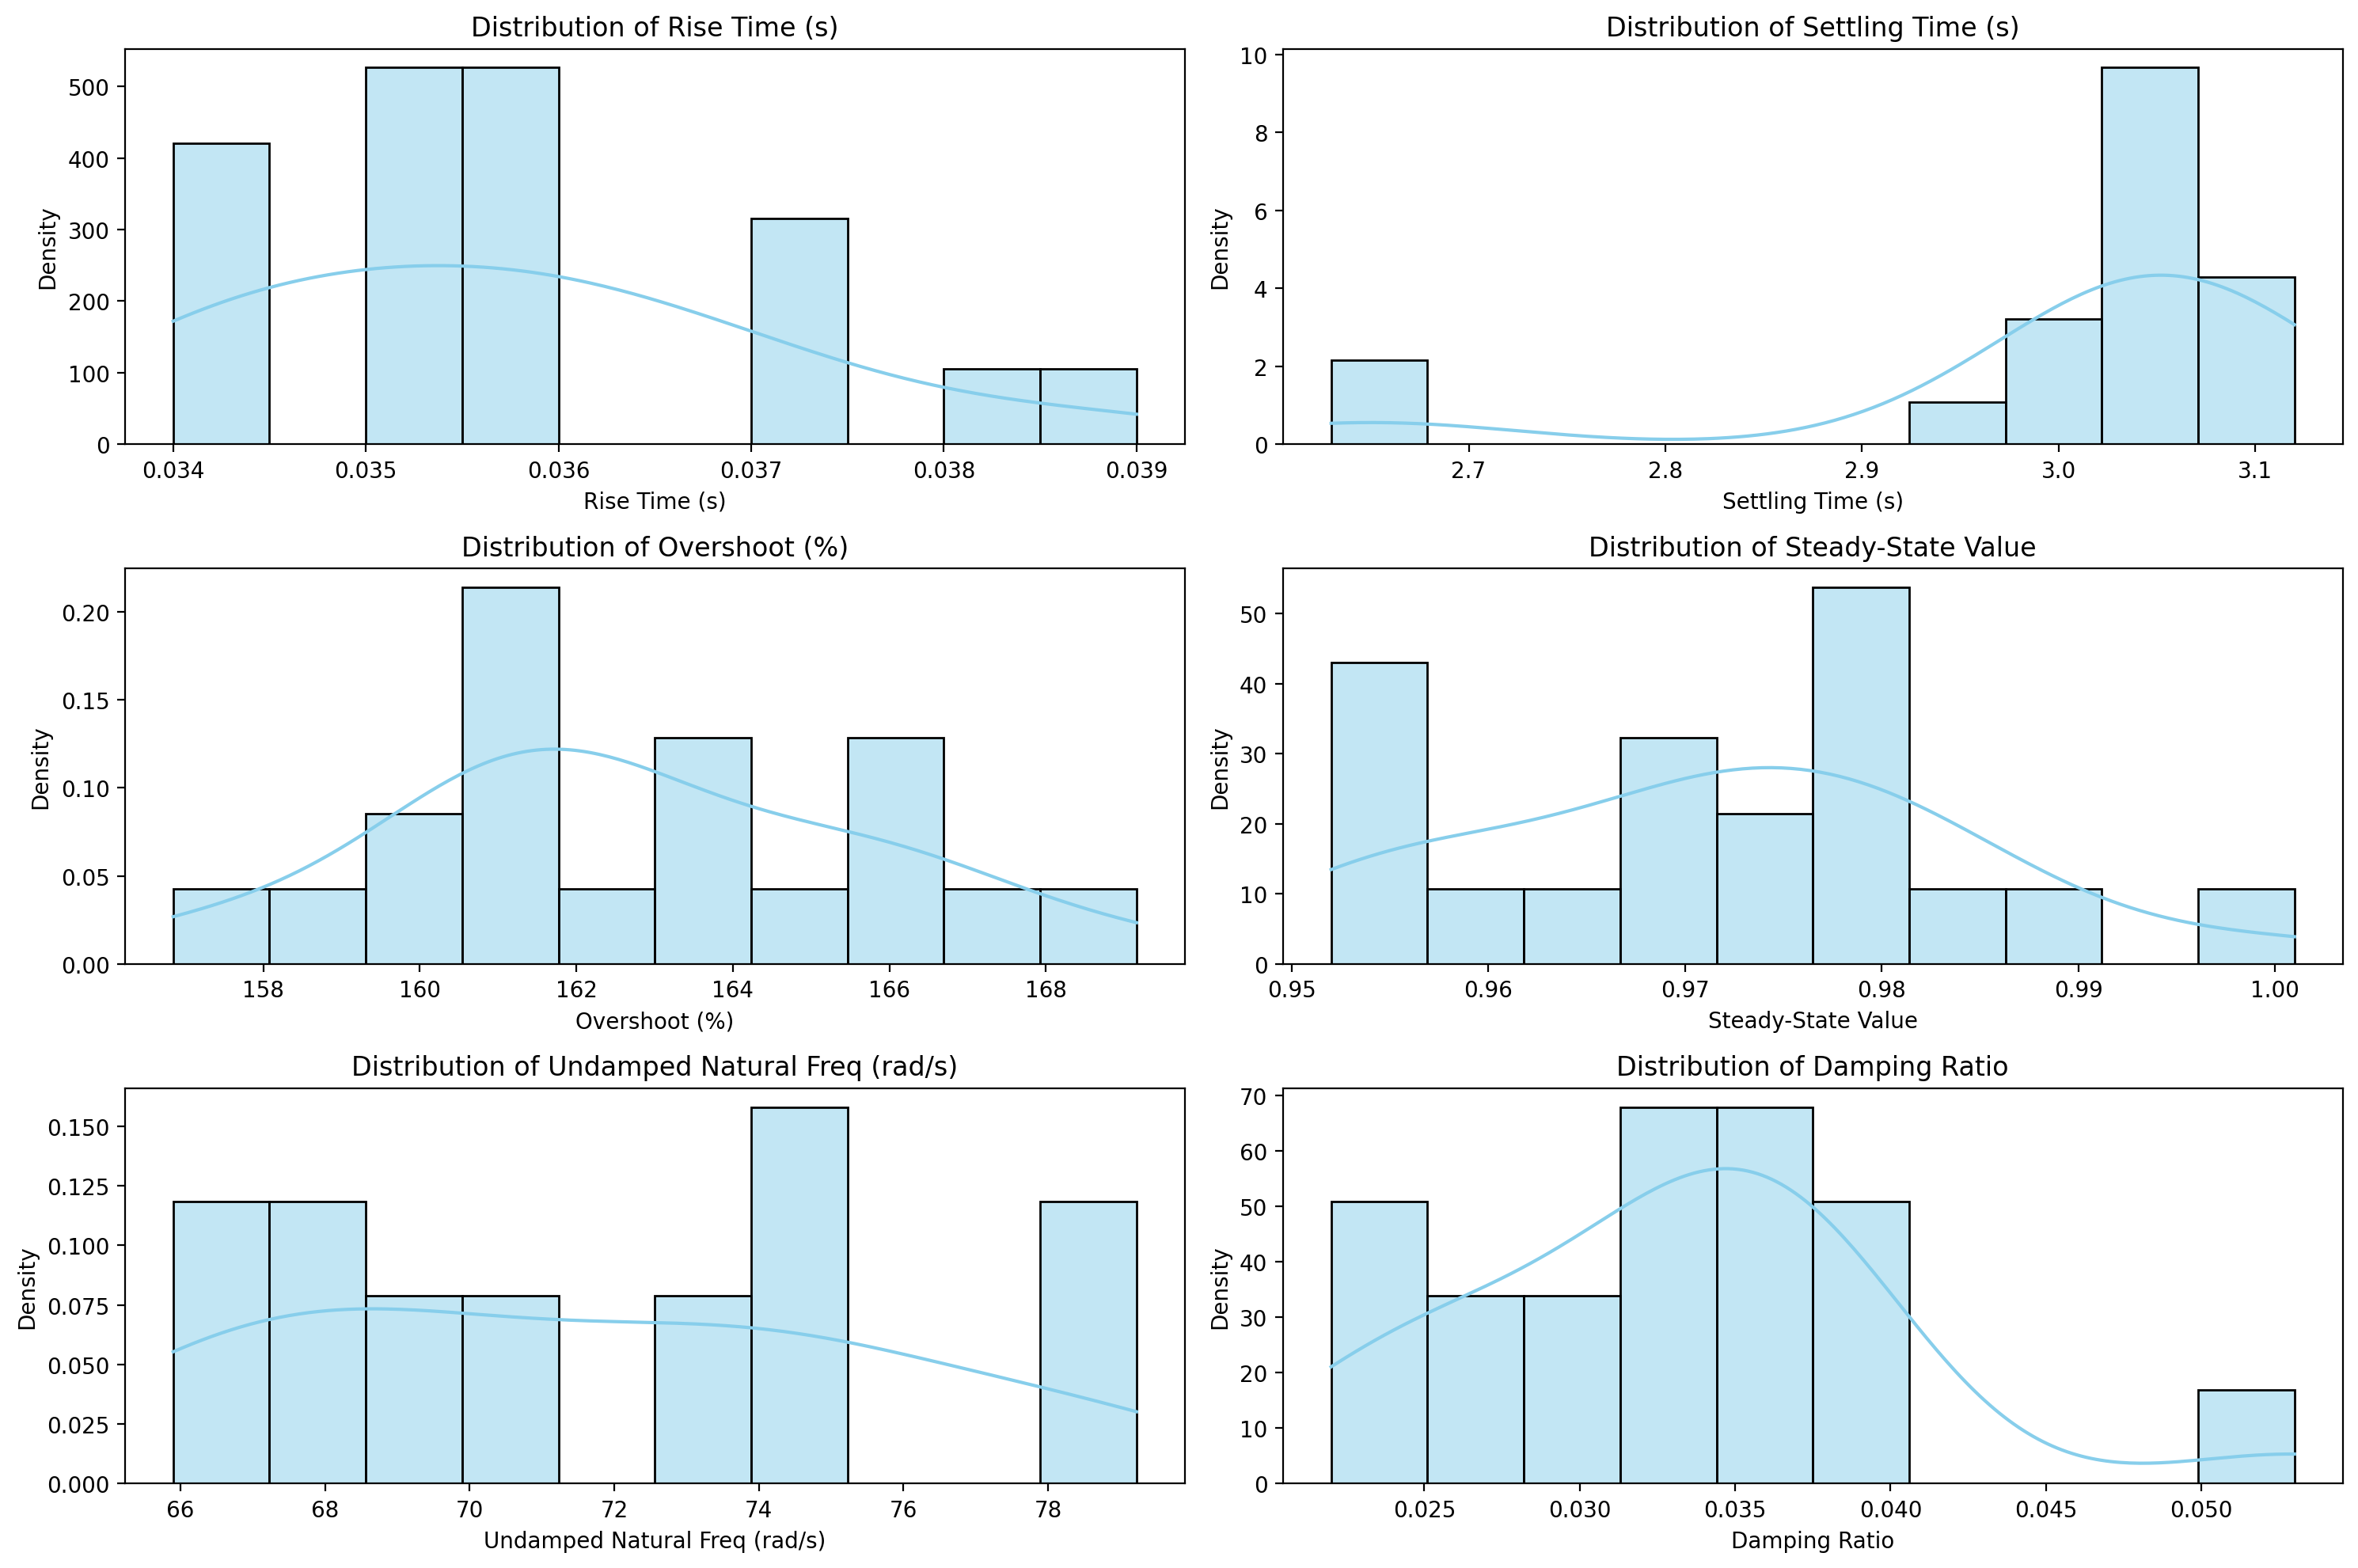 Distribution of Rise Time (s)
500
400
300
200
100
0
Density
0.034 0.035 0.036 0.037 0.038 0.039
Rise Time (s)
Distribution of Settling Time (s)
10
8
6
4
2
0
Density
2.7 2.8 2.9 3.0 3.1
Settling Time (s)
Distribution of Overshoot (%)
0.20
0.15
0.10
0.05
0.00
Density
158 160 162 164 166 168
Overshoot (%)
Distribution of Steady-State Value
50
40
30
20
10
0
Density
0.95 0.96 0.97 0.98 0.99 1.00
Steady-State Value
Distribution of Undamped Natural Freq (rad/s)
0.150
0.125
0.100
0.075
0.050
0.025
0.000
Density
66 68 70 72 74 76 78
Undamped Natural Freq (rad/s)
Distribution of Damping Ratio
70
60
50
40
30
20
10
0
Density
0.025 0.030 0.035 0.040 0.045 0.050
Damping Ratio